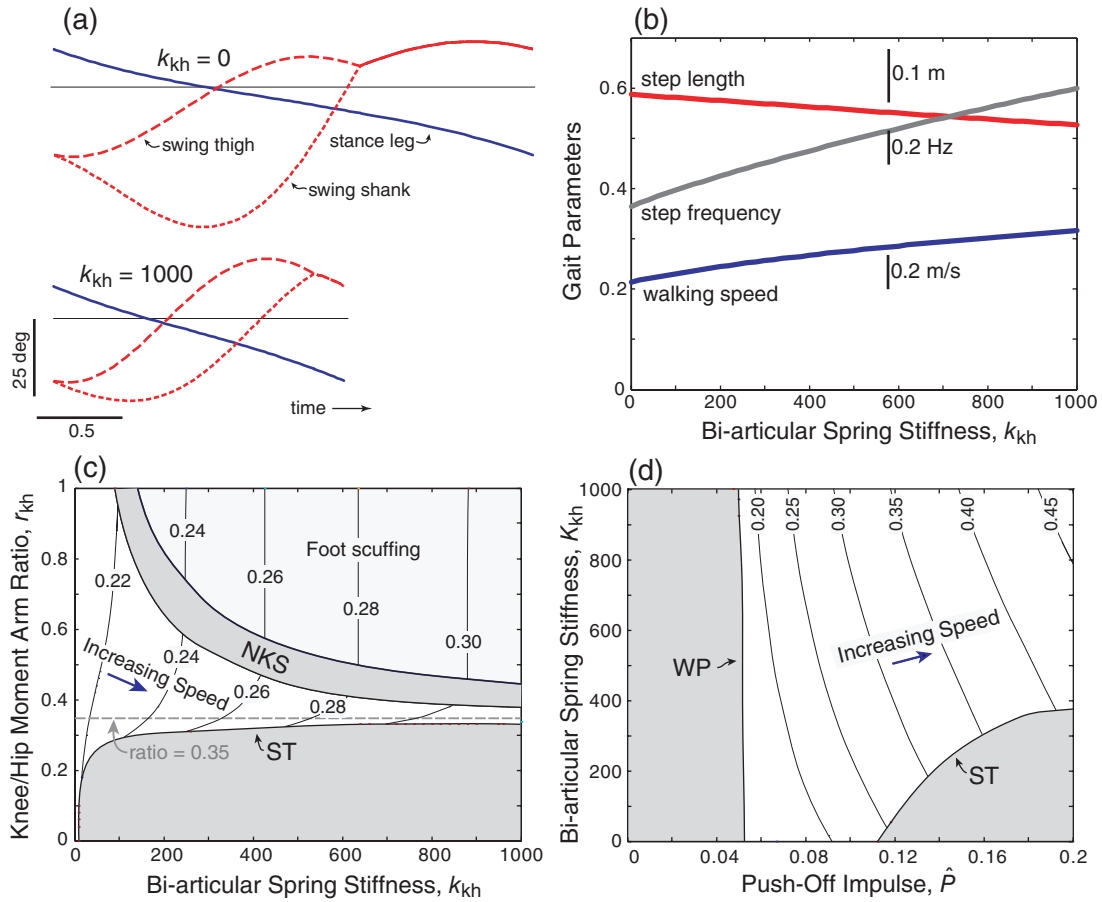 (a)
k_kh = 0
swing thigh
stance leg
swing shank
k_kh = 1000
25 deg
time
0.5
(b)
Gait Parameters
0.6
0.4
0.2
0
step length
0.1 m
0.2 Hz
step frequency
0.2 m/s
walking speed
0 200 400 600 800 1000
Bi-articular Spring Stiffness, k_kh
(c)
Knee/Hip Moment Arm Ratio, r_kh
1
0.8
0.6
0.4
0.2
0
0.24
Foot scuffing
0.26
0.22
0.28
0.30
NKS
Increasing Speed
0.24
0.26
0.28
ratio = 0.35
ST
0 200 400 600 800 1000
Bi-articular Spring Stiffness, k_kh
(d)
Bi-articular Spring Stiffness, K_kh
1000
800
600
400
200
0
0.20
0.25
0.30
0.35
0.40
0.45
Increasing Speed
WP
ST
0 0.04 0.08 0.12 0.16 0.2
Push-Off Impulse, P̂